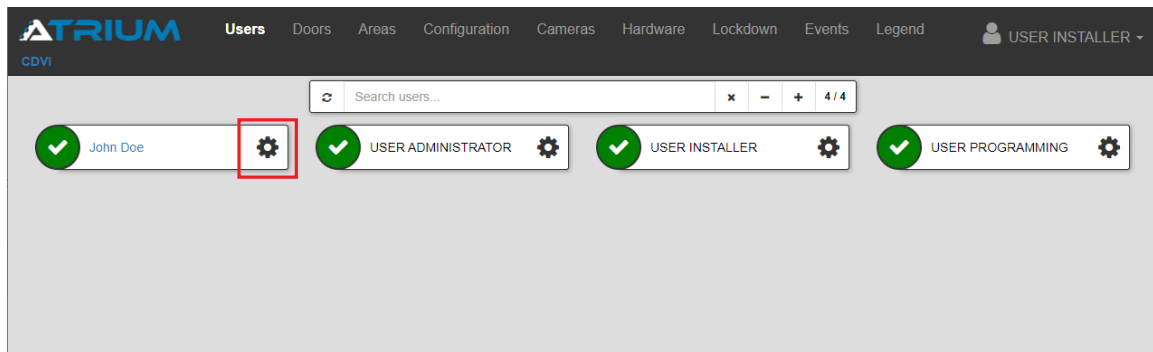 ATRIUM
CDVI
Users Doors Areas Configuration Cameras Hardware Lockdown Events Legend USER INSTALLER
Search users... 4 / 4
John Doe USER ADMINISTRATOR USER INSTALLER USER PROGRAMMING